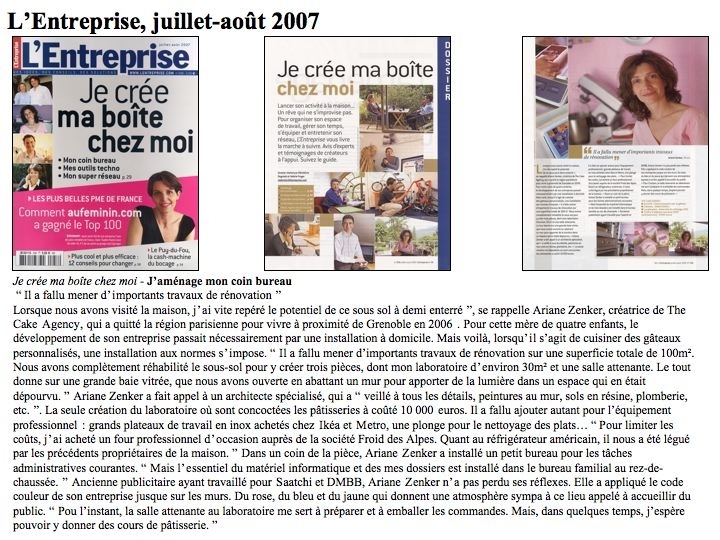 L’Entreprise, juillet-août 2007
L'Entreprise
juillet-août 2007
L'Entreprise
DES IDÉES, DES CONSEILS, DES SOLUTIONS
WWW.LENTREPRISE.COM
Je crée
ma boîte
chez moi
• Mon coin bureau
• Mes outils techno
• Mon super réseau p.29
▸ LES PLUS BELLES PME DE FRANCE
Comment aufeminin.com
a gagné le Top 100
▸ Plus cool et plus efficace :
12 conseils pour changer
▸ Le Puy-du-Fou,
la cash-machine
du bocage
Je crée ma boîte
chez moi
DOSSIER
Lancer son activité à la maison...
Un rêve qui ne s'improvise pas.
Pour organiser son espace
de travail, gérer son temps,
s'équiper et entretenir son
réseau, L'Entreprise vous livre
la marche à suivre. Avis d'experts
et témoignages de créateurs
à l'appui. Suivez le guide.
Il a fallu mener d'importants travaux
de rénovation
Je crée ma boîte chez moi - J’aménage mon coin bureau
“ Il a fallu mener d’importants travaux de rénovation ”
Lorsque nous avons visité la maison, j’ai vite repéré le potentiel de ce sous sol à demi enterré ”, se rappelle Ariane Zenker, créatrice de The
Cake Agency, qui a quitté la région parisienne pour vivre à proximité de Grenoble en 2006 . Pour cette mère de quatre enfants, le
développement de son entreprise passait nécessairement par une installation à domicile. Mais voilà, lorsqu’il s’agit de cuisiner des gâteaux
personnalisés, une installation aux normes s’impose. “ Il a fallu mener d’importants travaux de rénovation sur une superficie totale de 100m².
Nous avons complètement réhabilité le sous-sol pour y créer trois pièces, dont mon laboratoire d’environ 30m² et une salle attenante. Le tout
donne sur une grande baie vitrée, que nous avons ouverte en abattant un mur pour apporter de la lumière dans un espace qui en était
dépourvu. ” Ariane Zenker a fait appel à un architecte spécialisé, qui a “ veillé à tous les détails, peintures au mur, sols en résine, plomberie,
etc. ”. La seule création du laboratoire où sont concoctées les pâtisseries à coûté 10 000 euros. Il a fallu ajouter autant pour l’équipement
professionnel : grands plateaux de travail en inox achetés chez Ikéa et Metro, une plonge pour le nettoyage des plats… “ Pour limiter les
coûts, j’ai acheté un four professionnel d’occasion auprès de la société Froid des Alpes. Quant au réfrigérateur américain, il nous a été légué
par les précédents propriétaires de la maison. ” Dans un coin de la pièce, Ariane Zenker a installé un petit bureau pour les tâches
administratives courantes. “ Mais l’essentiel du matériel informatique et des mes dossiers est installé dans le bureau familial au rez-de-
chaussée. ” Ancienne publicitaire ayant travaillé pour Saatchi et DMBB, Ariane Zenker n’a pas perdu ses réflexes. Elle a appliqué le code
couleur de son entreprise jusque sur les murs. Du rose, du bleu et du jaune qui donnent une atmosphère sympa à ce lieu appelé à accueillir du
public. “ Pou l’instant, la salle attenante au laboratoire me sert à préparer et à emballer les commandes. Mais, dans quelques temps, j’espère
pouvoir y donner des cours de pâtisserie. ”